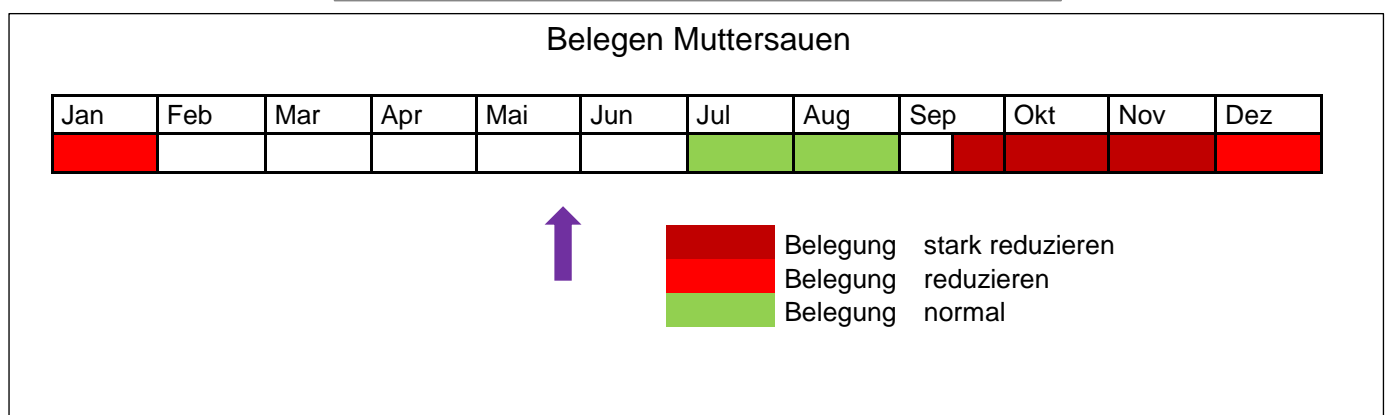 Belegen Muttersauen
Jan Feb Mar Apr Mai Jun Jul Aug Sep Okt Nov Dez
Belegung stark reduzieren
Belegung reduzieren
Belegung normal